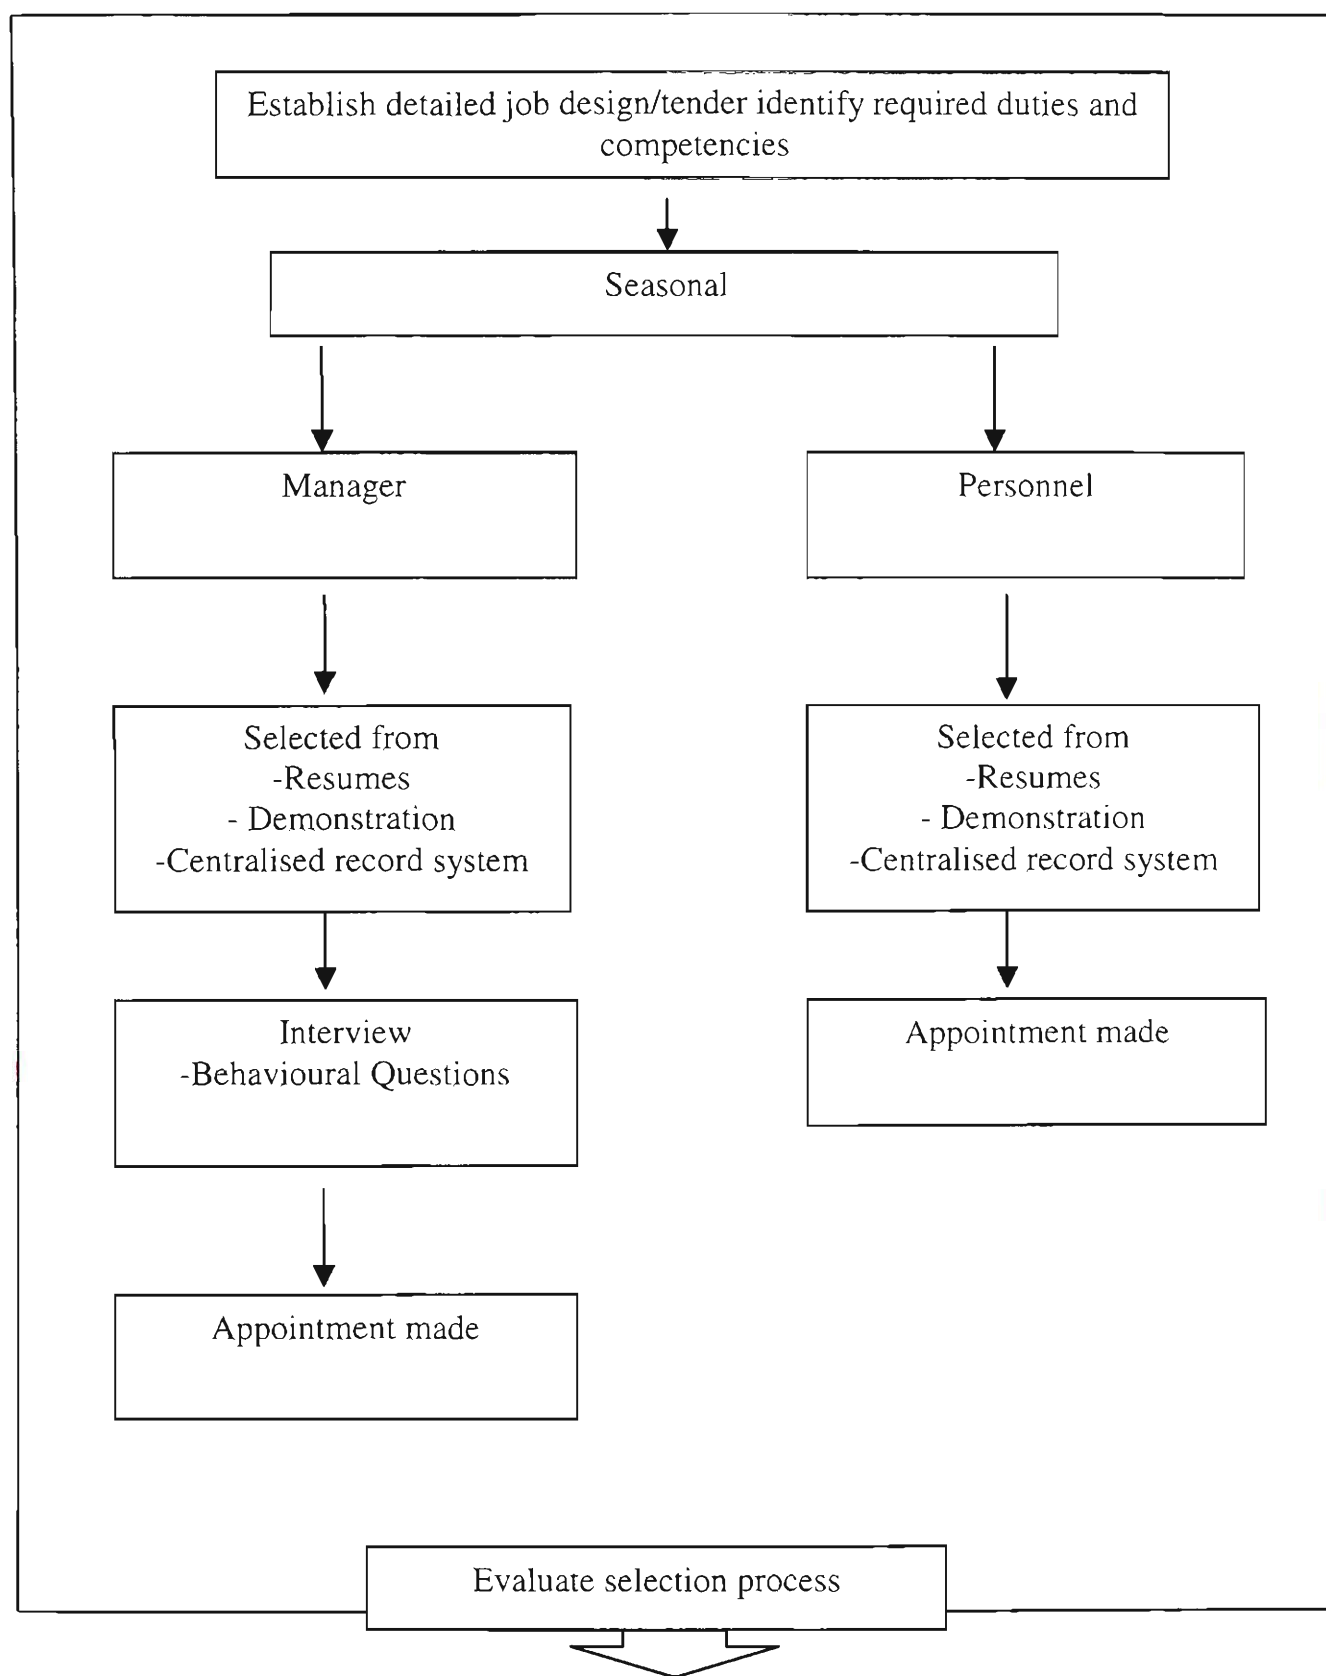 Establish detailed job design/tender identify required duties and
competencies
Seasonal
Manager
Personnel
Selected from
-Resumes
- Demonstration
-Centralised record system
Selected from
-Resumes
- Demonstration
-Centralised record system
Interview
-Behavioural Questions
Appointment made
Appointment made
Evaluate selection process